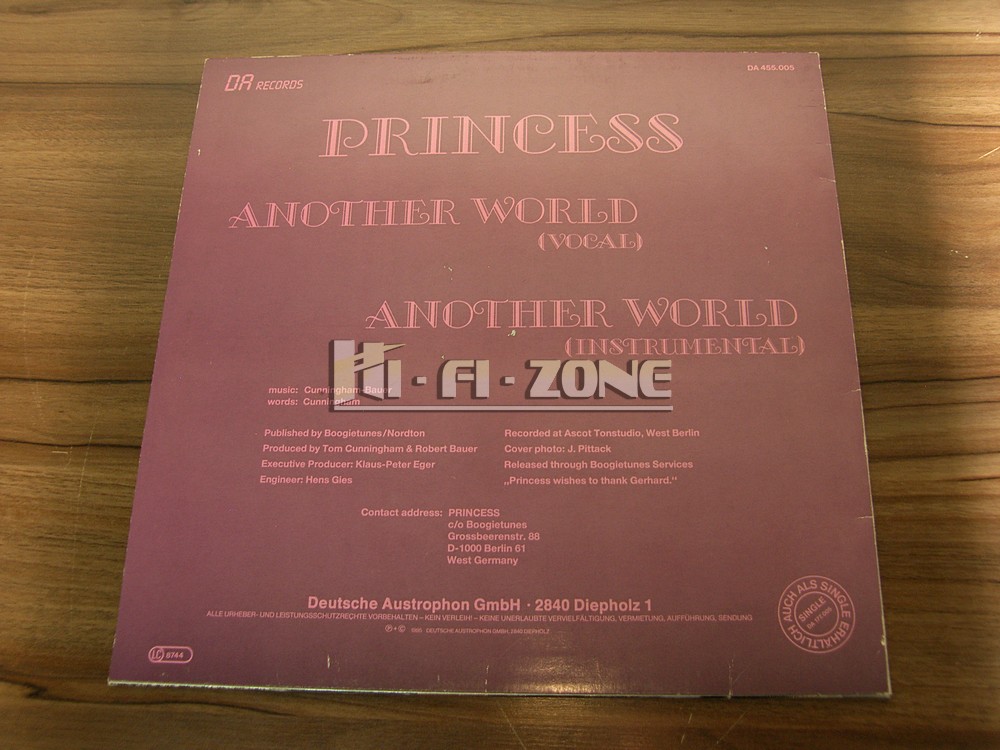 DA RECORDS
DA 455.005
PRINCESS
ANOTHER WORLD
(VOCAL)
ANOTHER WORLD
(INSTRUMENTAL)
HI-FI-ZONE
music: Cunningham-Bauer
words: Cunningham
Published by Boogietunes/Nordton
Produced by Tom Cunningham & Robert Bauer
Executive Producer: Klaus-Peter Eger
Engineer: Hens Gies
Recorded at Ascot Tonstudio, West Berlin
Cover photo: J. Pittack
Released through Boogietunes Services
„Princess wishes to thank Gerhard."
Contact address: PRINCESS
c/o Boogietunes
Grossbeerenstr. 88
D-1000 Berlin 61
West Germany
Deutsche Austrophon GmbH · 2840 Diepholz 1
ALLE URHEBER- UND LEISTUNGSSCHUTZRECHTE VORBEHALTEN – KEIN VERLEIH! – KEINE UNERLAUBTE VERVIELFÄLTIGUNG, VERMIETUNG, AUFFÜHRUNG, SENDUNG
℗ + © DEUTSCHE AUSTROPHON GMBH, 2840 DIEPHOLZ
LC 8744
AUCH ALS SINGLE ERHÄLTLICH
SINGLE